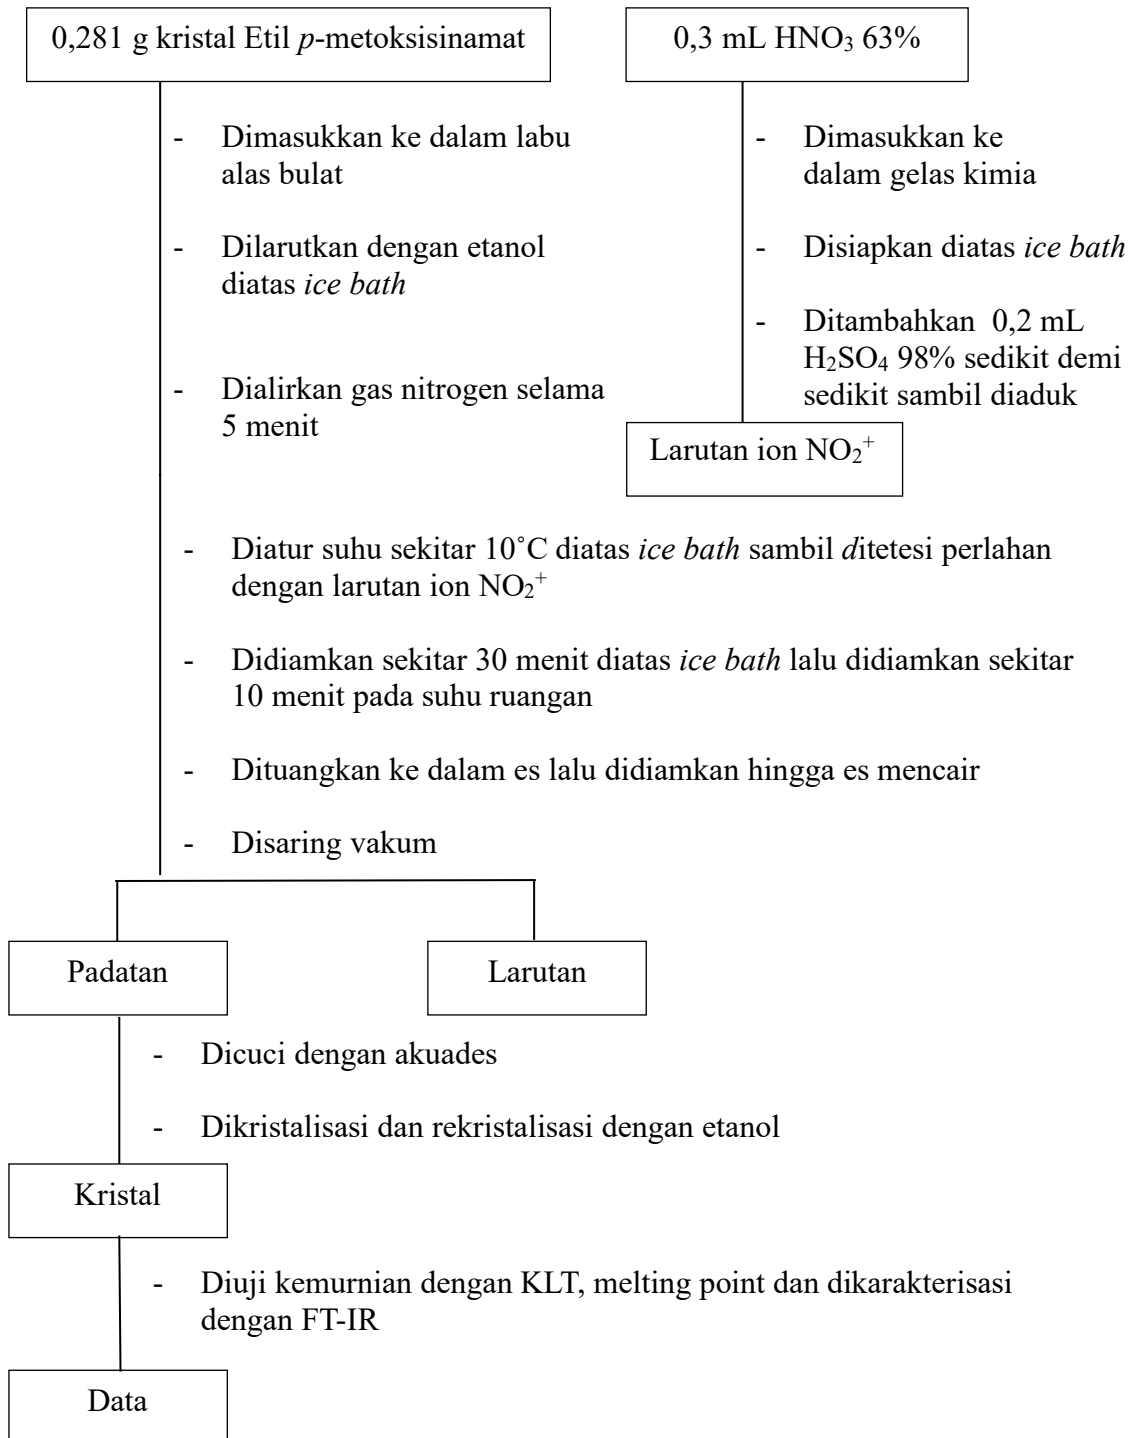 0,281 g kristal Etil p-metoksisinamat
- Dimasukkan ke dalam labu
alas bulat
- Dilarutkan dengan etanol
diatas ice bath
- Dialirkan gas nitrogen selama
5 menit
0,3 mL HNO₃ 63%
- Dimasukkan ke
dalam gelas kimia
- Disiapkan diatas ice bath
- Ditambahkan 0,2 mL
H₂SO₄ 98% sedikit demi
sedikit sambil diaduk
Larutan ion NO₂⁺
- Diatur suhu sekitar 10˚C diatas ice bath sambil ditetesi perlahan
dengan larutan ion NO₂⁺
- Didiamkan sekitar 30 menit diatas ice bath lalu didiamkan sekitar
10 menit pada suhu ruangan
- Dituangkan ke dalam es lalu didiamkan hingga es mencair
- Disaring vakum
Padatan
Larutan
- Dicuci dengan akuades
- Dikristalisasi dan rekristalisasi dengan etanol
Kristal
- Diuji kemurnian dengan KLT, melting point dan dikarakterisasi
dengan FT-IR
Data